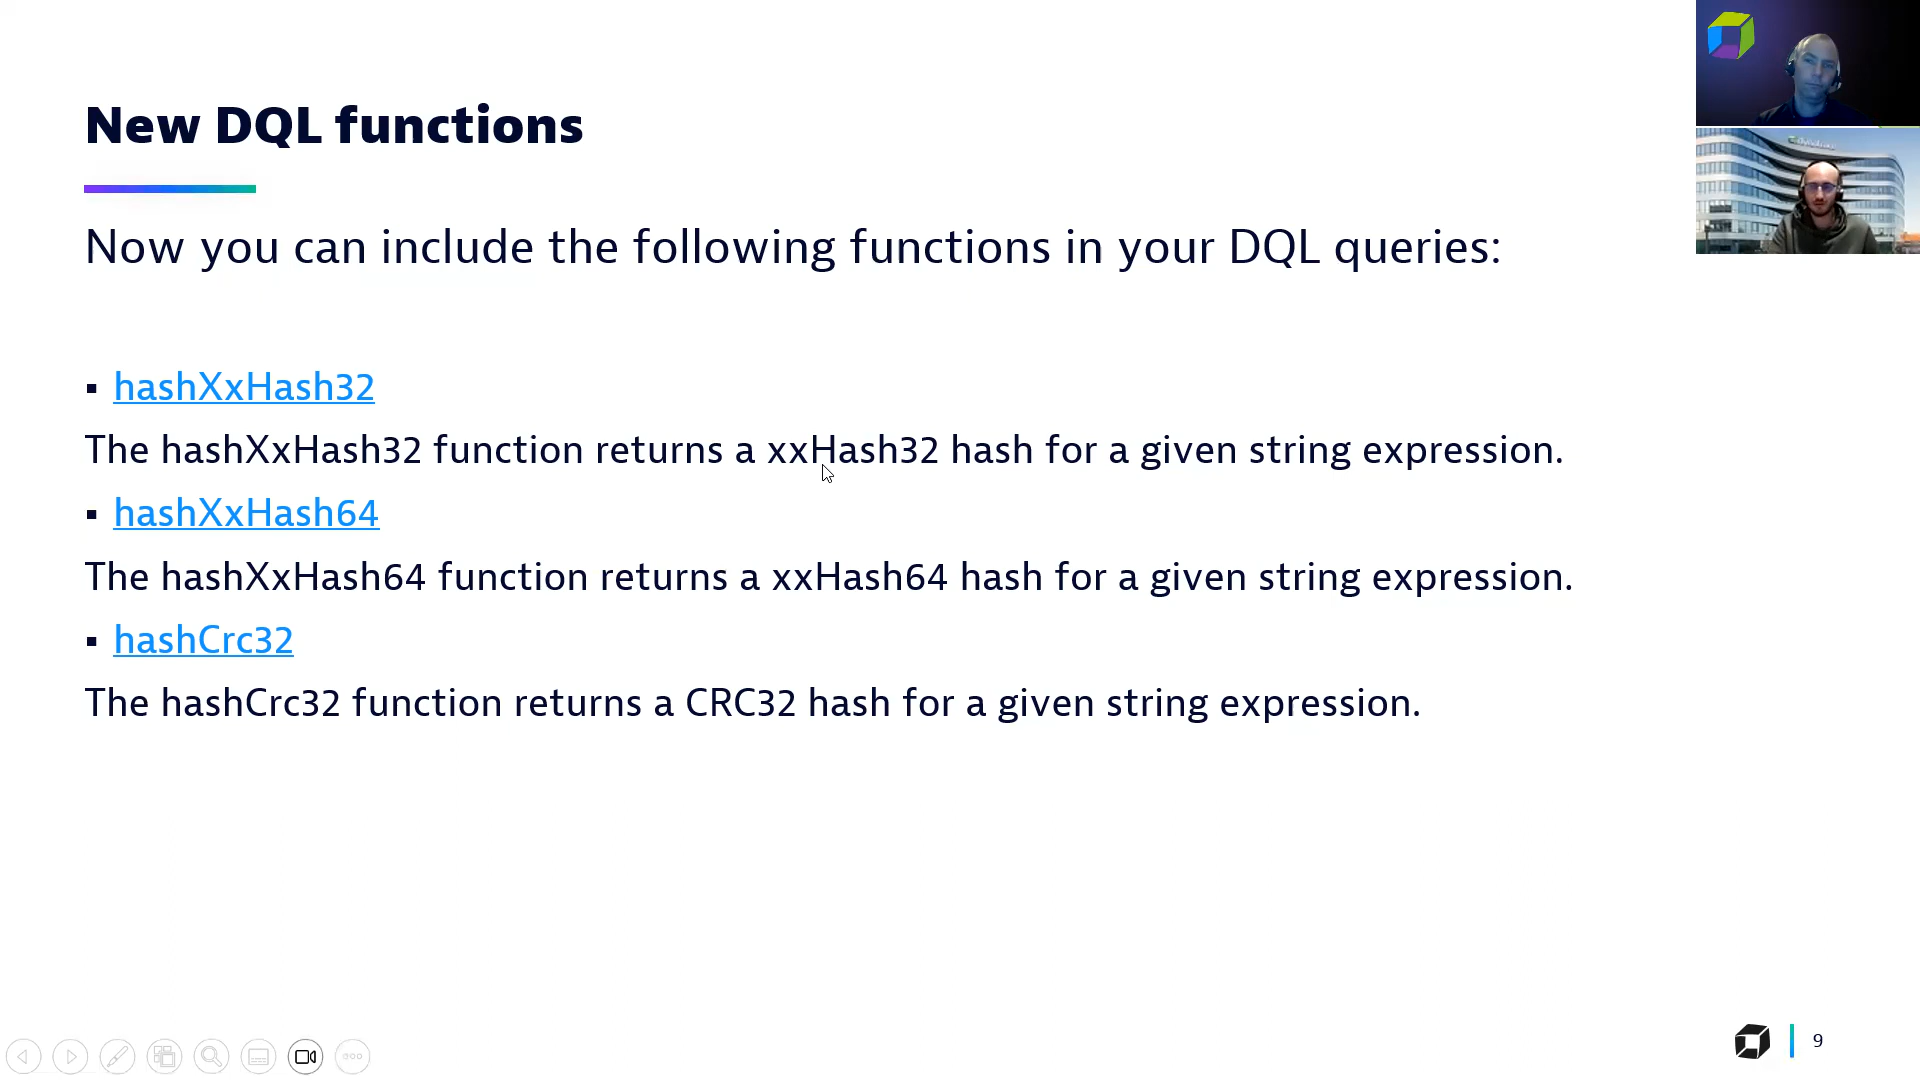 New DQL functions
Now you can include the following functions in your DQL queries:
▪ hashXxHash32
The hashXxHash32 function returns a xxHash32 hash for a given string expression.
▪ hashXxHash64
The hashXxHash64 function returns a xxHash64 hash for a given string expression.
▪ hashCrc32
The hashCrc32 function returns a CRC32 hash for a given string expression.
9